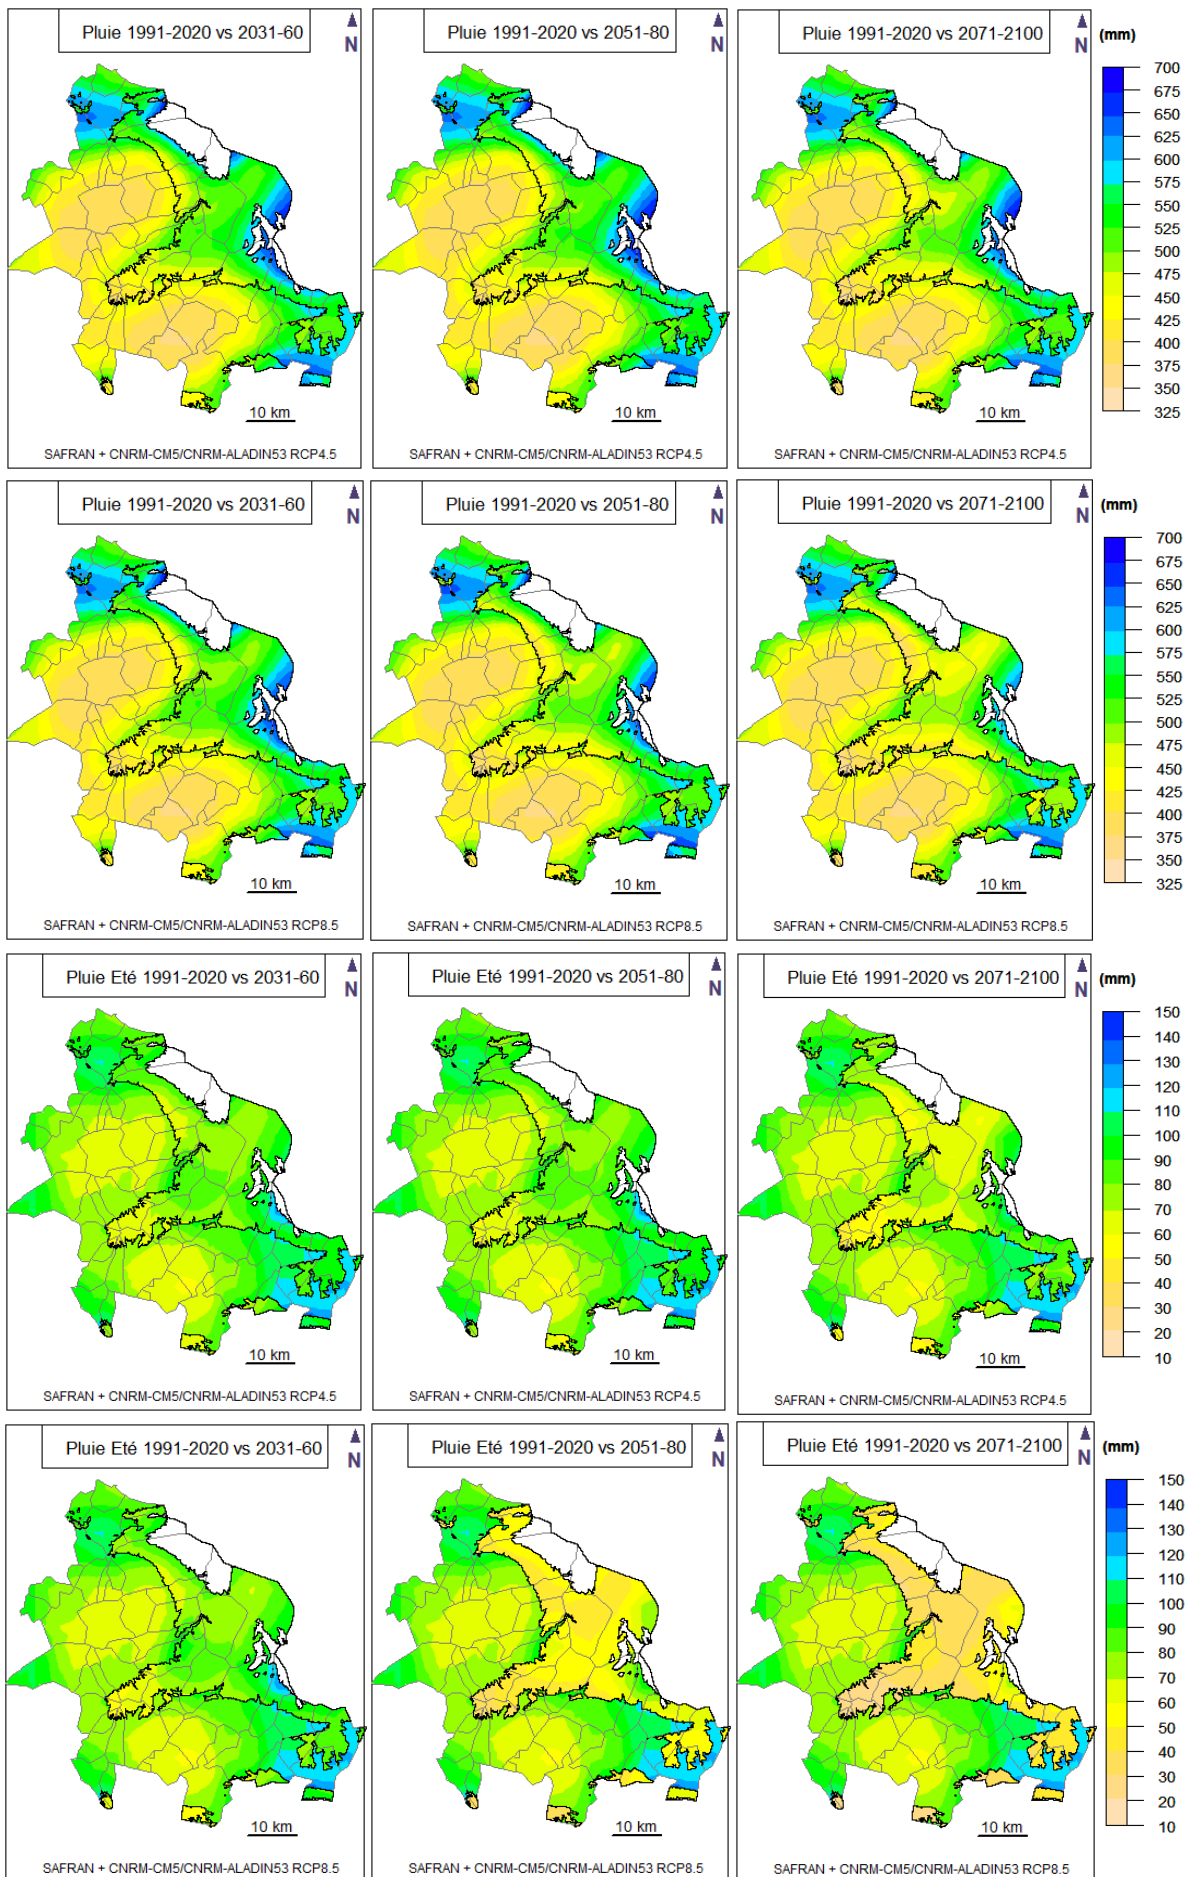 Pluie 1991-2020 vs 2031-60
N
Pluie 1991-2020 vs 2051-80
N
Pluie 1991-2020 vs 2071-2100
N
(mm)
700
675
650
625
600
575
550
525
500
475
450
425
400
375
350
325
10 km
10 km
10 km
SAFRAN + CNRM-CM5/CNRM-ALADIN53 RCP4.5
SAFRAN + CNRM-CM5/CNRM-ALADIN53 RCP4.5
SAFRAN + CNRM-CM5/CNRM-ALADIN53 RCP4.5
Pluie 1991-2020 vs 2031-60
N
Pluie 1991-2020 vs 2051-80
N
Pluie 1991-2020 vs 2071-2100
N
(mm)
700
675
650
625
600
575
550
525
500
475
450
425
400
375
350
325
10 km
10 km
10 km
SAFRAN + CNRM-CM5/CNRM-ALADIN53 RCP8.5
SAFRAN + CNRM-CM5/CNRM-ALADIN53 RCP8.5
SAFRAN + CNRM-CM5/CNRM-ALADIN53 RCP8.5
Pluie Eté 1991-2020 vs 2031-60
N
Pluie Eté 1991-2020 vs 2051-80
N
Pluie Eté 1991-2020 vs 2071-2100
N
(mm)
150
140
130
120
110
100
90
80
70
60
50
40
30
20
10
10 km
10 km
10 km
SAFRAN + CNRM-CM5/CNRM-ALADIN53 RCP4.5
SAFRAN + CNRM-CM5/CNRM-ALADIN53 RCP4.5
SAFRAN + CNRM-CM5/CNRM-ALADIN53 RCP4.5
Pluie Eté 1991-2020 vs 2031-60
N
Pluie Eté 1991-2020 vs 2051-80
N
Pluie Eté 1991-2020 vs 2071-2100
N
(mm)
150
140
130
120
110
100
90
80
70
60
50
40
30
20
10
10 km
10 km
10 km
SAFRAN + CNRM-CM5/CNRM-ALADIN53 RCP8.5
SAFRAN + CNRM-CM5/CNRM-ALADIN53 RCP8.5
SAFRAN + CNRM-CM5/CNRM-ALADIN53 RCP8.5